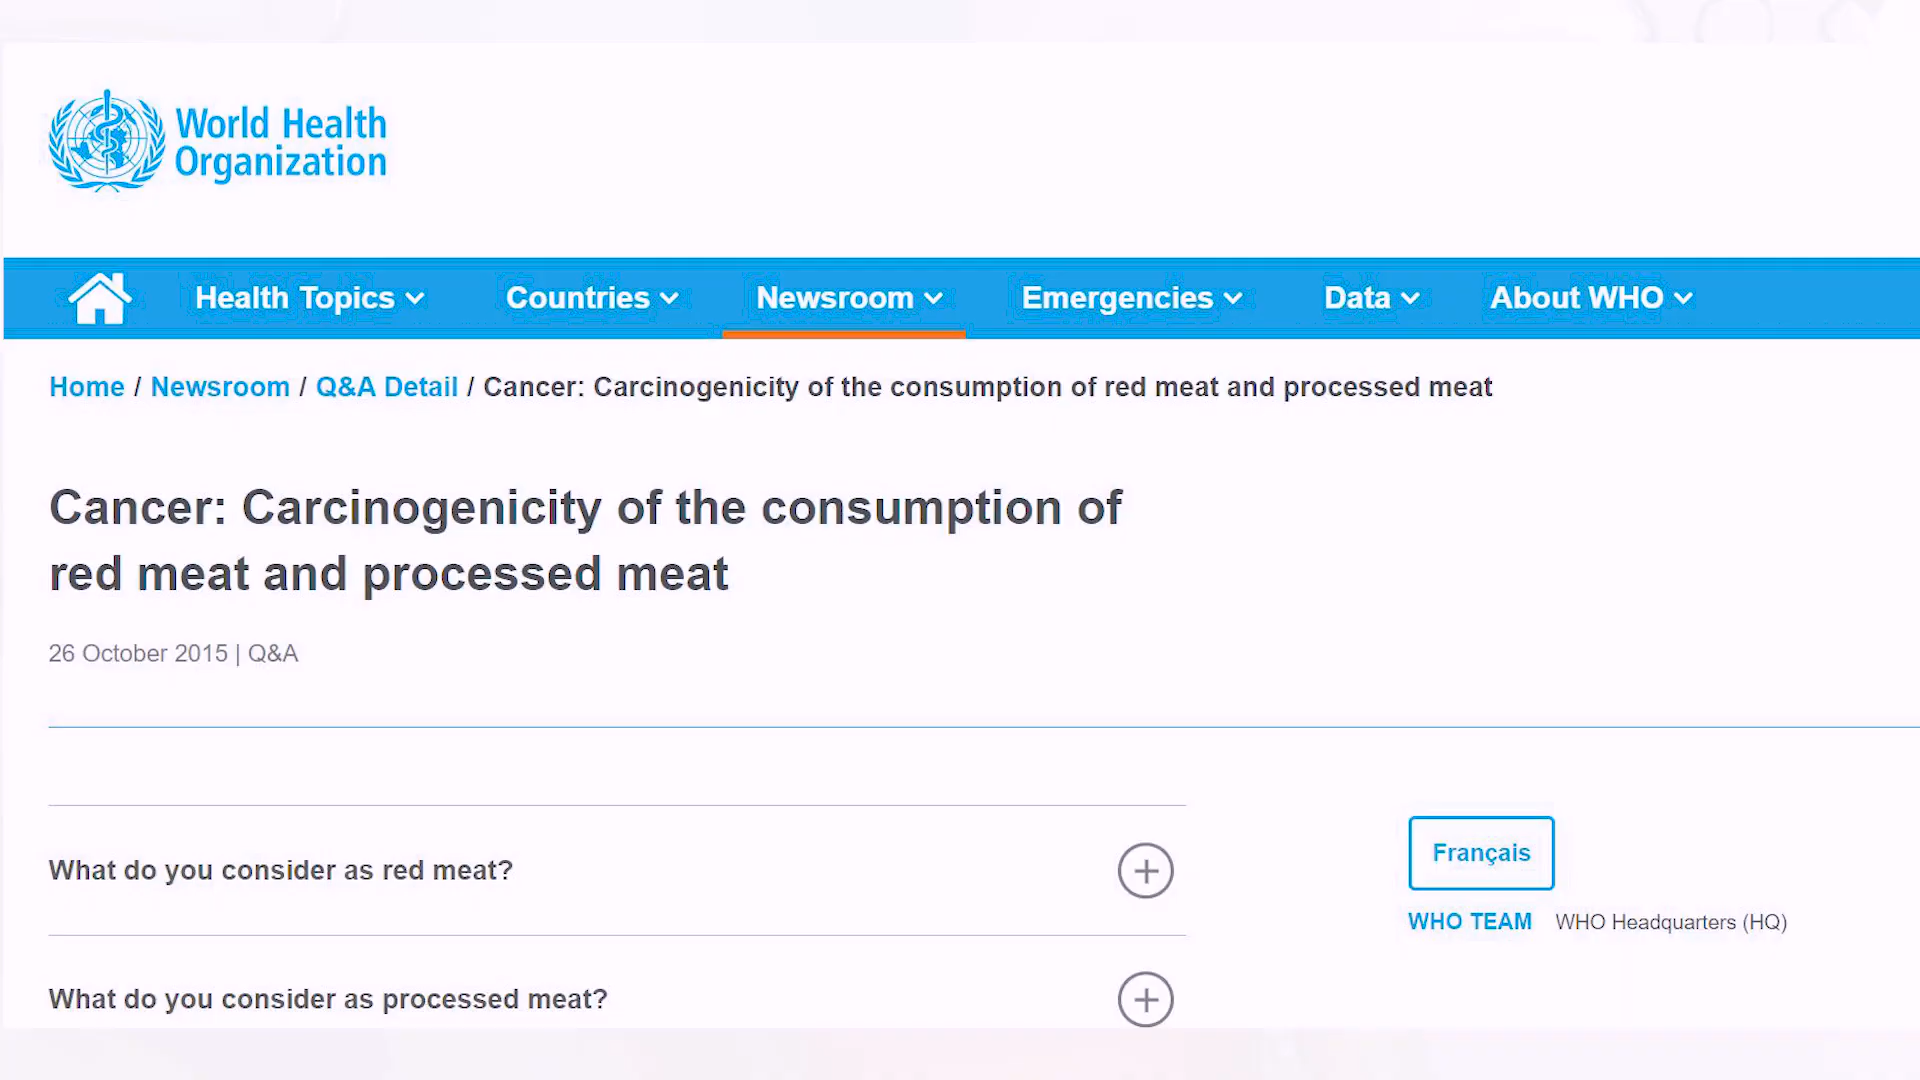 World Health
Organization
Health Topics Countries Newsroom Emergencies Data About WHO
Home / Newsroom / Q&A Detail / Cancer: Carcinogenicity of the consumption of red meat and processed meat
Cancer: Carcinogenicity of the consumption of
red meat and processed meat
26 October 2015 | Q&A
What do you consider as red meat?
Français
WHO TEAM WHO Headquarters (HQ)
What do you consider as processed meat?